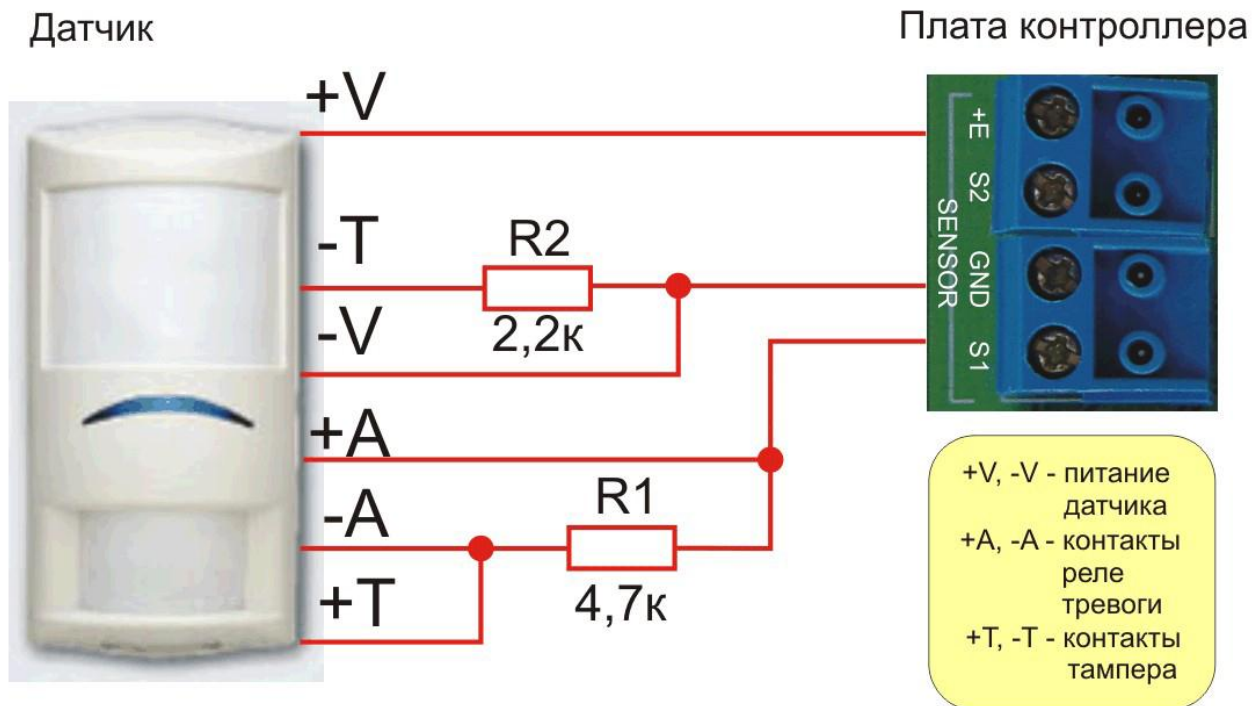 Датчик
Плата контроллера
+V
-T
R2
2,2к
-V
+A
-A
R1
4,7к
+T
+E
S2
GND
S1
SENSOR
+V, -V - питание
датчика
+A, -A - контакты
реле
тревоги
+T, -T - контакты
тампера